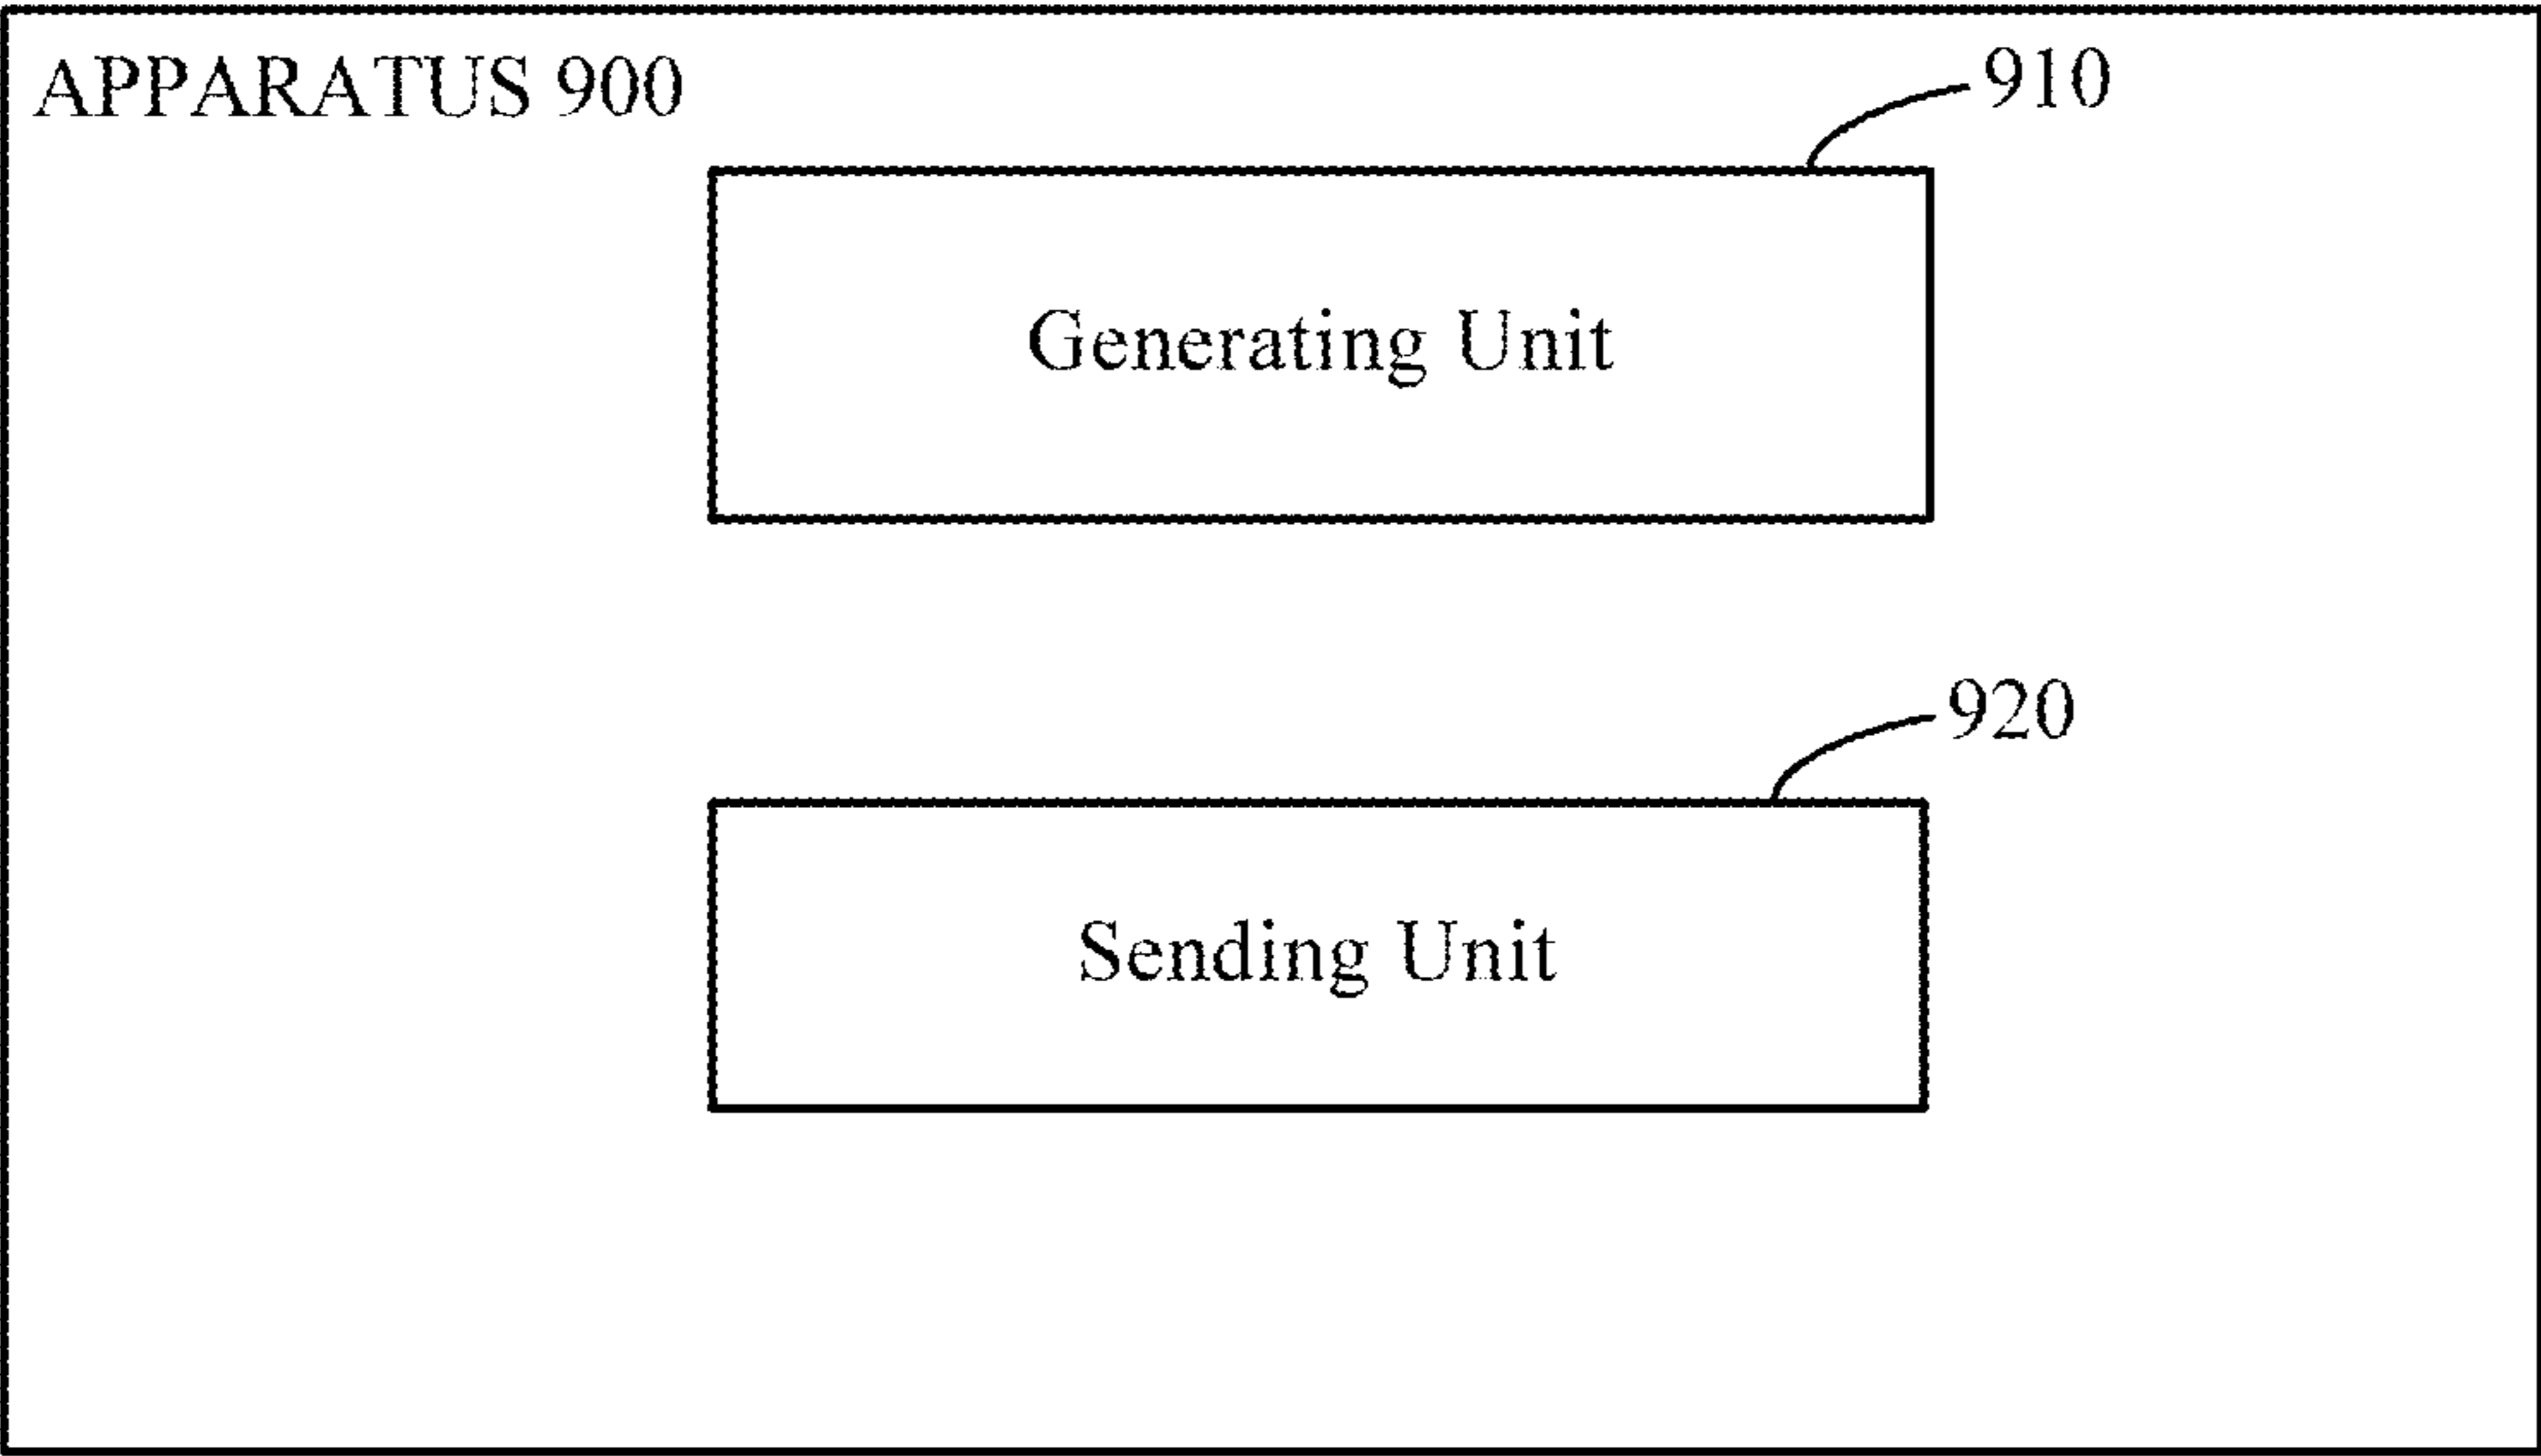 APPARATUS 900
910
Generating Unit
920
Sending Unit